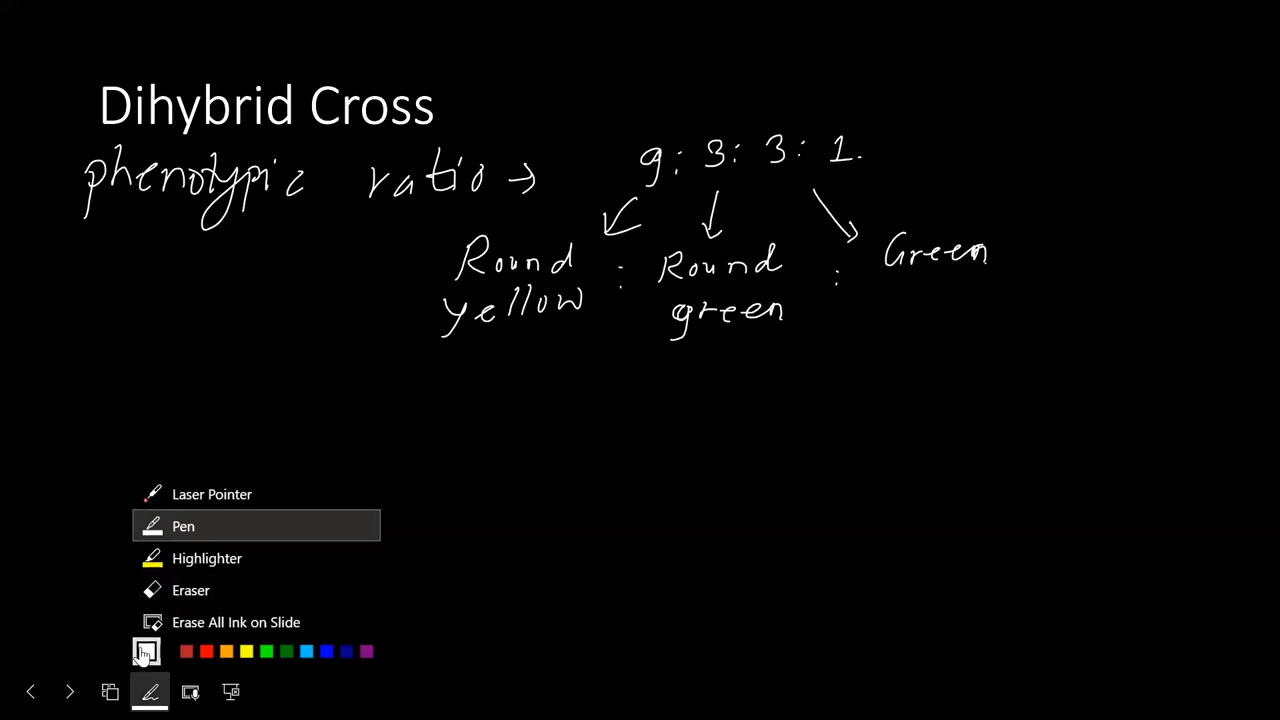 Dihybrid Cross
phenotypic ratio → 9: 3: 3: 1.
Round yellow : Round green : Green
Laser Pointer
Pen
Highlighter
Eraser
Erase All Ink on Slide